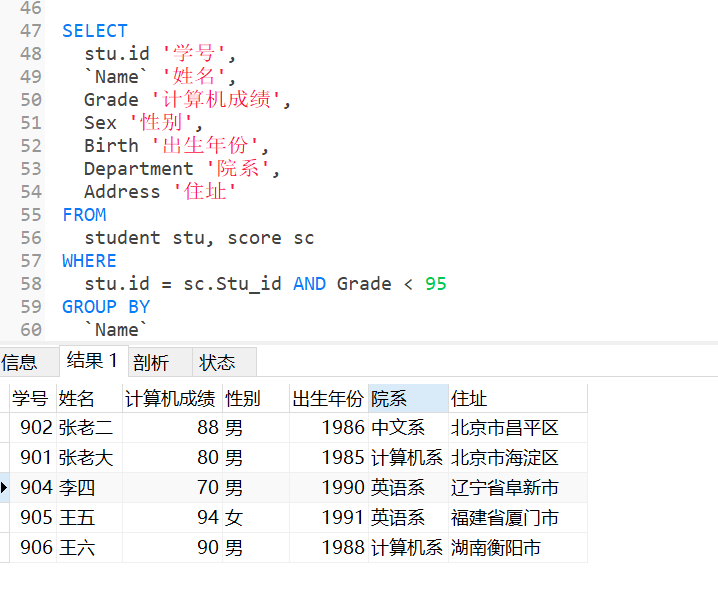 46
47 SELECT
48 stu.id '学号',
49 `Name` '姓名',
50 Grade '计算机成绩',
51 Sex '性别',
52 Birth '出生年份',
53 Department '院系',
54 Address '住址'
55 FROM
56 student stu, score sc
57 WHERE
58 stu.id = sc.Stu_id AND Grade < 95
59 GROUP BY
60 `Name`
信息 结果 1 剖析 状态
学号 姓名 计算机成绩 性别 出生年份 院系 住址
902 张老二 88 男 1986 中文系 北京市昌平区
901 张老大 80 男 1985 计算机系 北京市海淀区
904 李四 70 男 1990 英语系 辽宁省阜新市
905 王五 94 女 1991 英语系 福建省厦门市
906 王六 90 男 1988 计算机系 湖南衡阳市